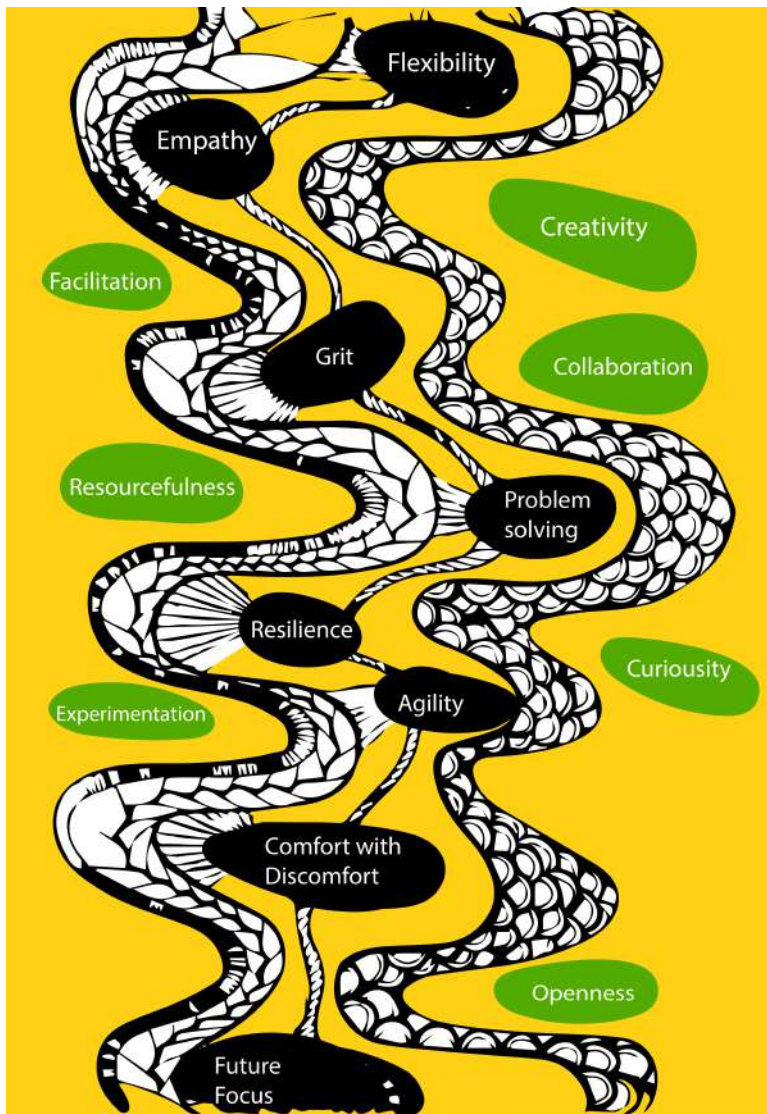 Flexibility
Empathy
Creativity
Facilitation
Grit
Collaboration
Resourcefulness
Problem
solving
Resilience
Curiousity
Agility
Experimentation
Comfort with
Discomfort
Openness
Future
Focus